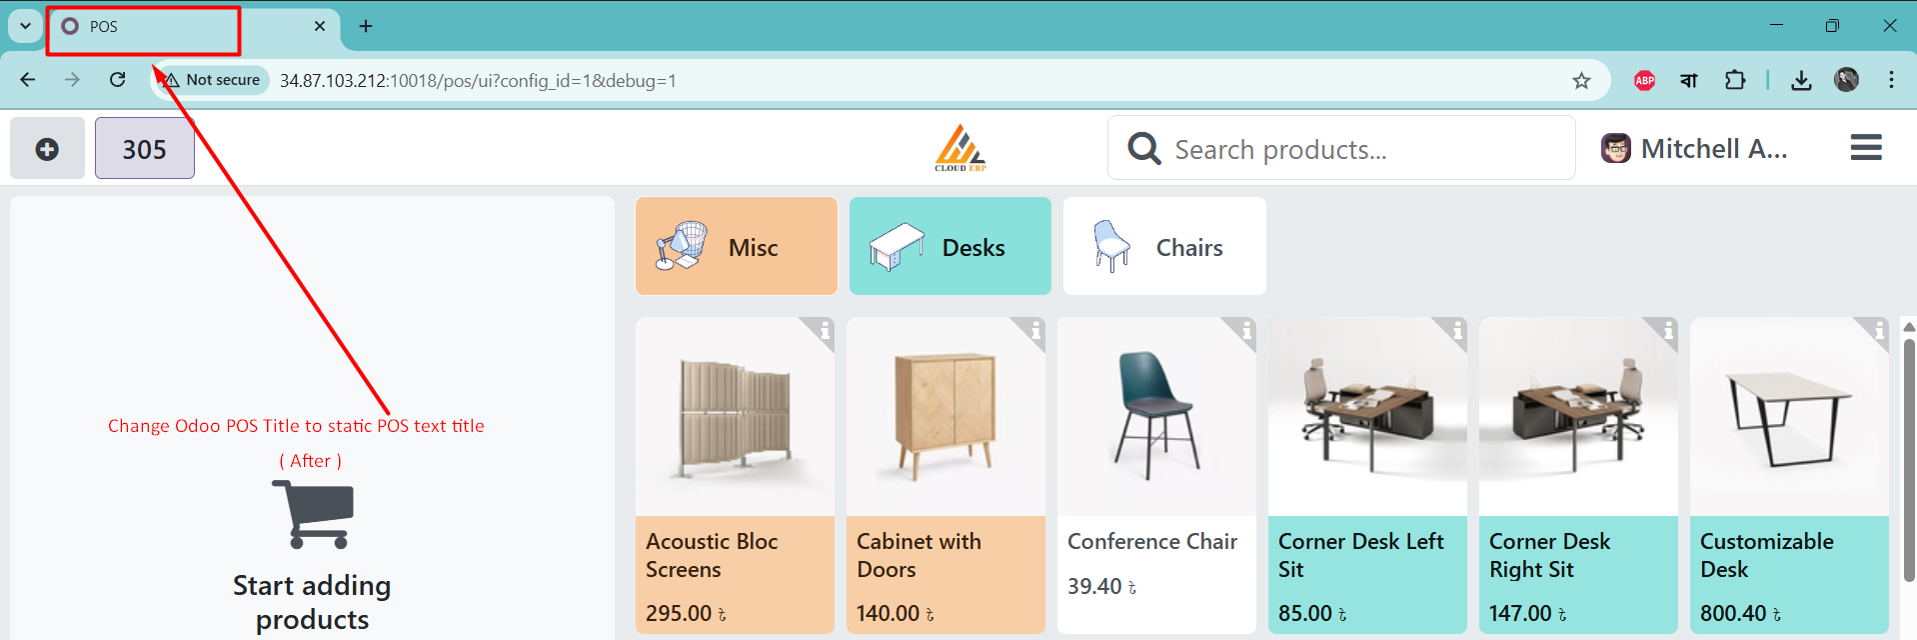 POS
Not secure
34.87.103.212:10018/pos/ui?config_id=1&debug=1
ABP
বা
305
CLOUD ERP
Search products...
Mitchell A...
Misc
Desks
Chairs
Change Odoo POS Title to static POS text title
( After )
Start adding
products
Acoustic Bloc
Screens
295.00 ৳
Cabinet with
Doors
140.00 ৳
Conference Chair
39.40 ৳
Corner Desk Left
Sit
85.00 ৳
Corner Desk
Right Sit
147.00 ৳
Customizable
Desk
800.40 ৳